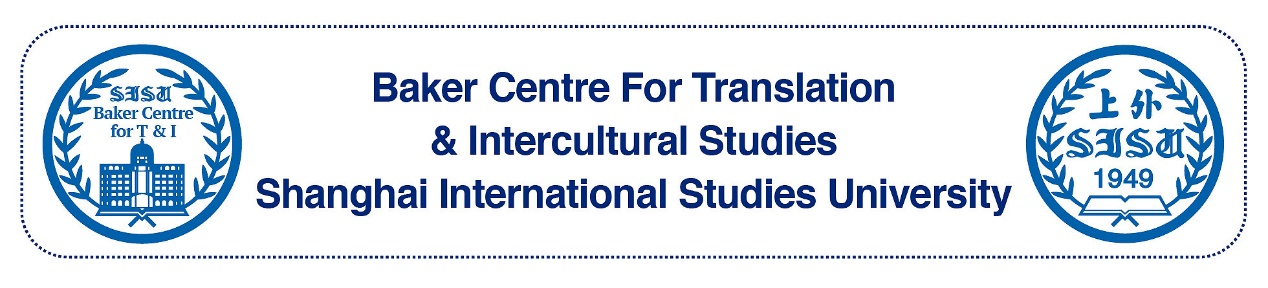 SISU
Baker Centre
for T & I
Baker Centre For Translation
& Intercultural Studies
Shanghai International Studies University
上外
SISU
1949